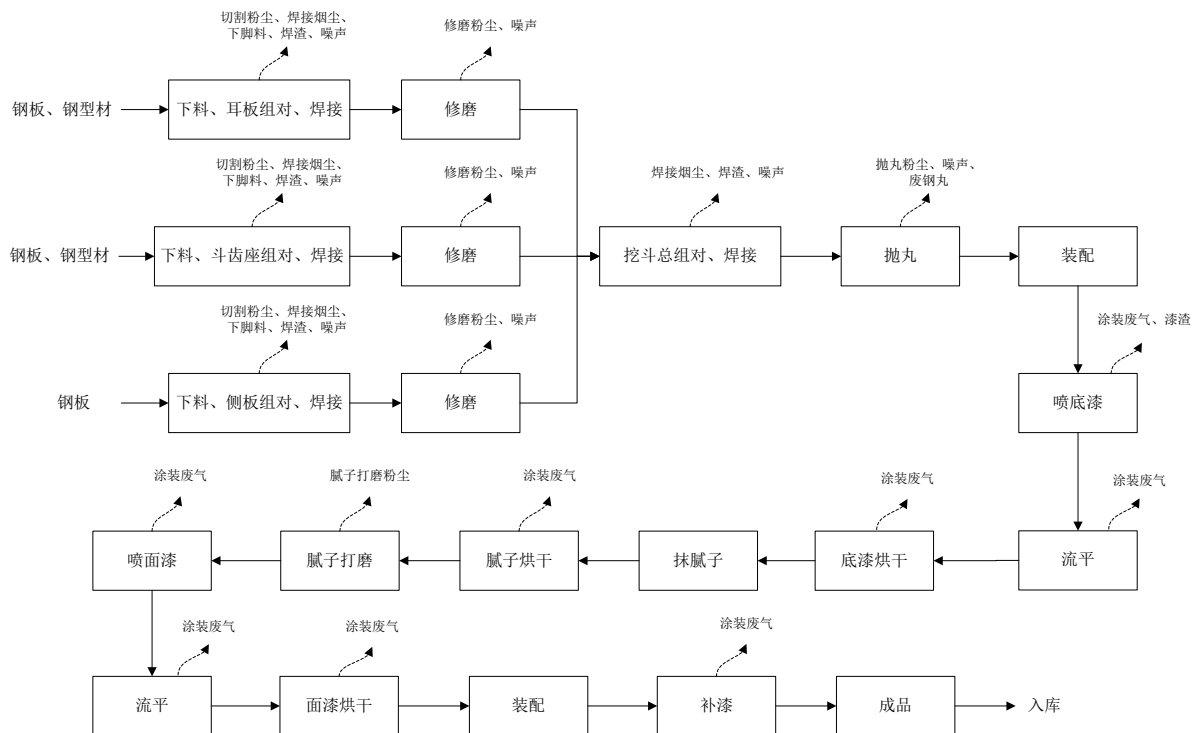 切割粉尘、焊接烟尘、
下脚料、焊渣、噪声
修磨粉尘、噪声
钢板、钢型材
下料、耳板组对、焊接
修磨
切割粉尘、焊接烟尘、
下脚料、焊渣、噪声
修磨粉尘、噪声
焊接烟尘、焊渣、噪声
抛丸粉尘、噪声、
废钢丸
钢板、钢型材
下料、斗齿座组对、焊接
修磨
挖斗总组对、焊接
抛丸
装配
切割粉尘、焊接烟尘、
下脚料、焊渣、噪声
修磨粉尘、噪声
涂装废气、漆渣
钢板
下料、侧板组对、焊接
修磨
喷底漆
涂装废气
腻子打磨粉尘
涂装废气
涂装废气
涂装废气
喷面漆
腻子打磨
腻子烘干
抹腻子
底漆烘干
流平
涂装废气
涂装废气
涂装废气
流平
面漆烘干
装配
补漆
成品
入库